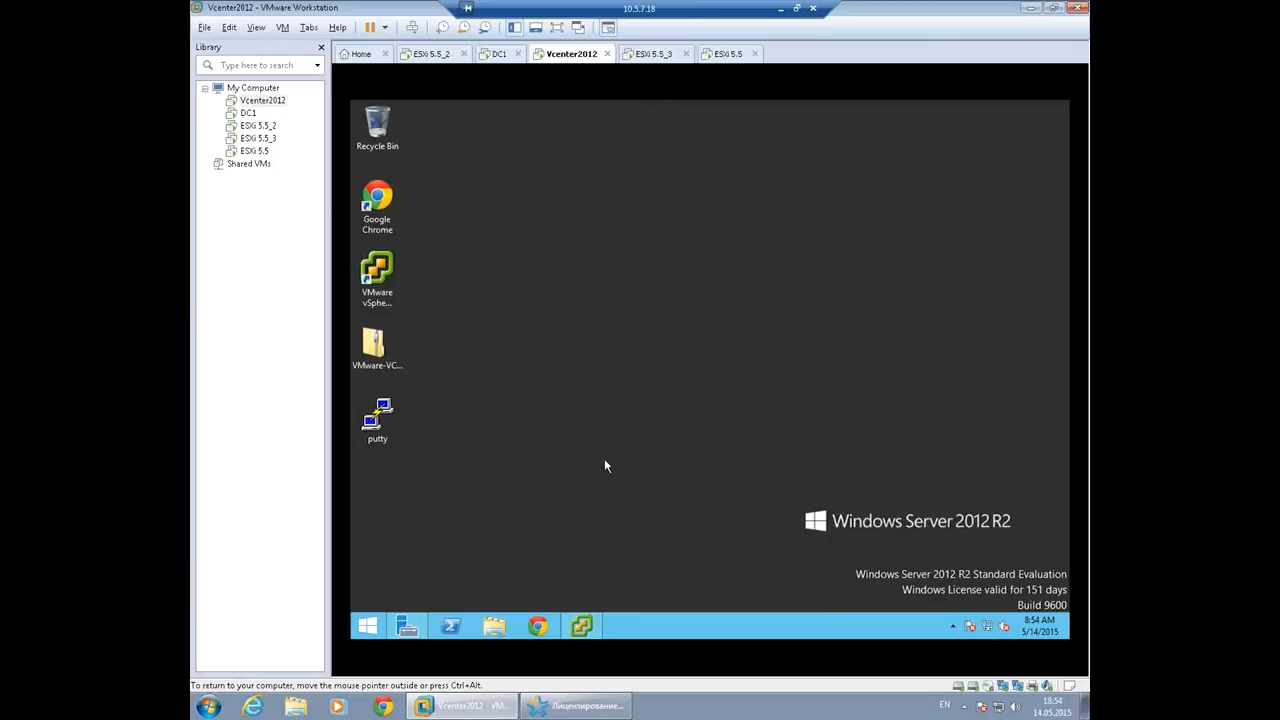 Vcenter2012 - VMware Workstation
10.5.7.18
File Edit View VM Tabs Help
Library
Type here to search
Home ESXi 5.5_2 DC1 Vcenter2012 ESXi 5.5_3 ESXi 5.5
My Computer
Vcenter2012
DC1
ESXi 5.5_2
ESXi 5.5_3
ESXi 5.5
Shared VMs
Recycle Bin
Google
Chrome
VMware
vSphe...
VMware-VC...
putty
Windows Server 2012 R2
Windows Server 2012 R2 Standard Evaluation
Windows License valid for 151 days
Build 9600
8:54 AM
5/14/2015
To return to your computer, move the mouse pointer outside or press Ctrl+Alt.
Vcenter2012 - VM...
Лицензирование...
EN
18:54
14.05.2015